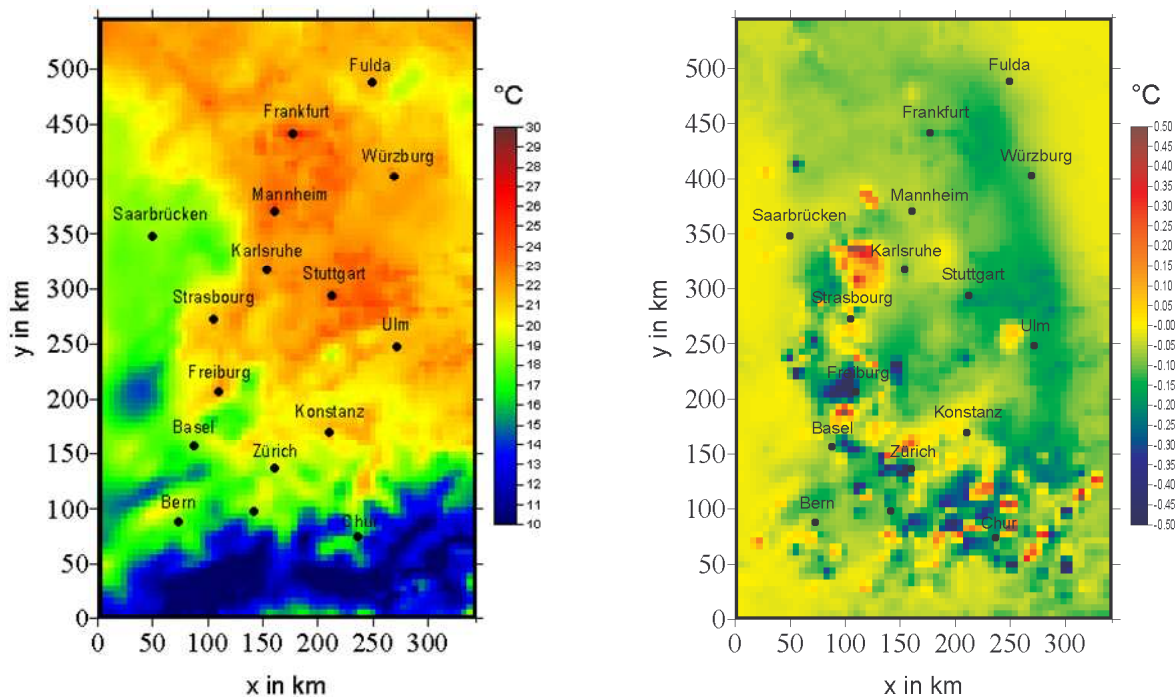 500
450
400
350
300
250
200
150
100
50
0
y in km
0 50 100 150 200 250 300
x in km
Fulda
Frankfurt
Würzburg
Mannheim
Saarbrücken
Karlsruhe
Stuttgart
Strasbourg
Ulm
Freiburg
Konstanz
Basel
Zürich
Bern
Chur
°C
30
29
28
27
26
25
24
23
22
21
20
19
18
17
16
15
14
13
12
11
10
500
450
400
350
300
250
200
150
100
50
0
y in km
0 50 100 150 200 250 300
x in km
Fulda
Frankfurt
Würzburg
Mannheim
Saarbrücken
Karlsruhe
Stuttgart
Strasbourg
Ulm
Freiburg
Konstanz
Basel
Zürich
Bern
Chur
°C
0.50
0.45
0.40
0.35
0.30
0.25
0.20
0.15
0.10
0.05
-0.00
-0.05
-0.10
-0.15
-0.20
-0.25
-0.30
-0.35
-0.40
-0.45
-0.50